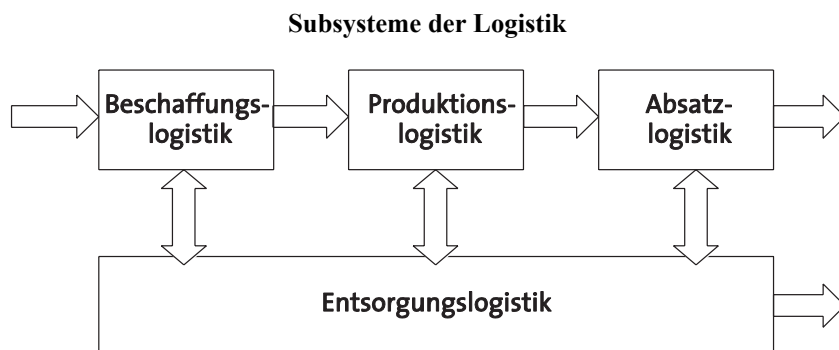 Subsysteme der Logistik
Beschaffungs-
logistik
Produktions-
logistik
Absatz-
logistik
Entsorgungslogistik